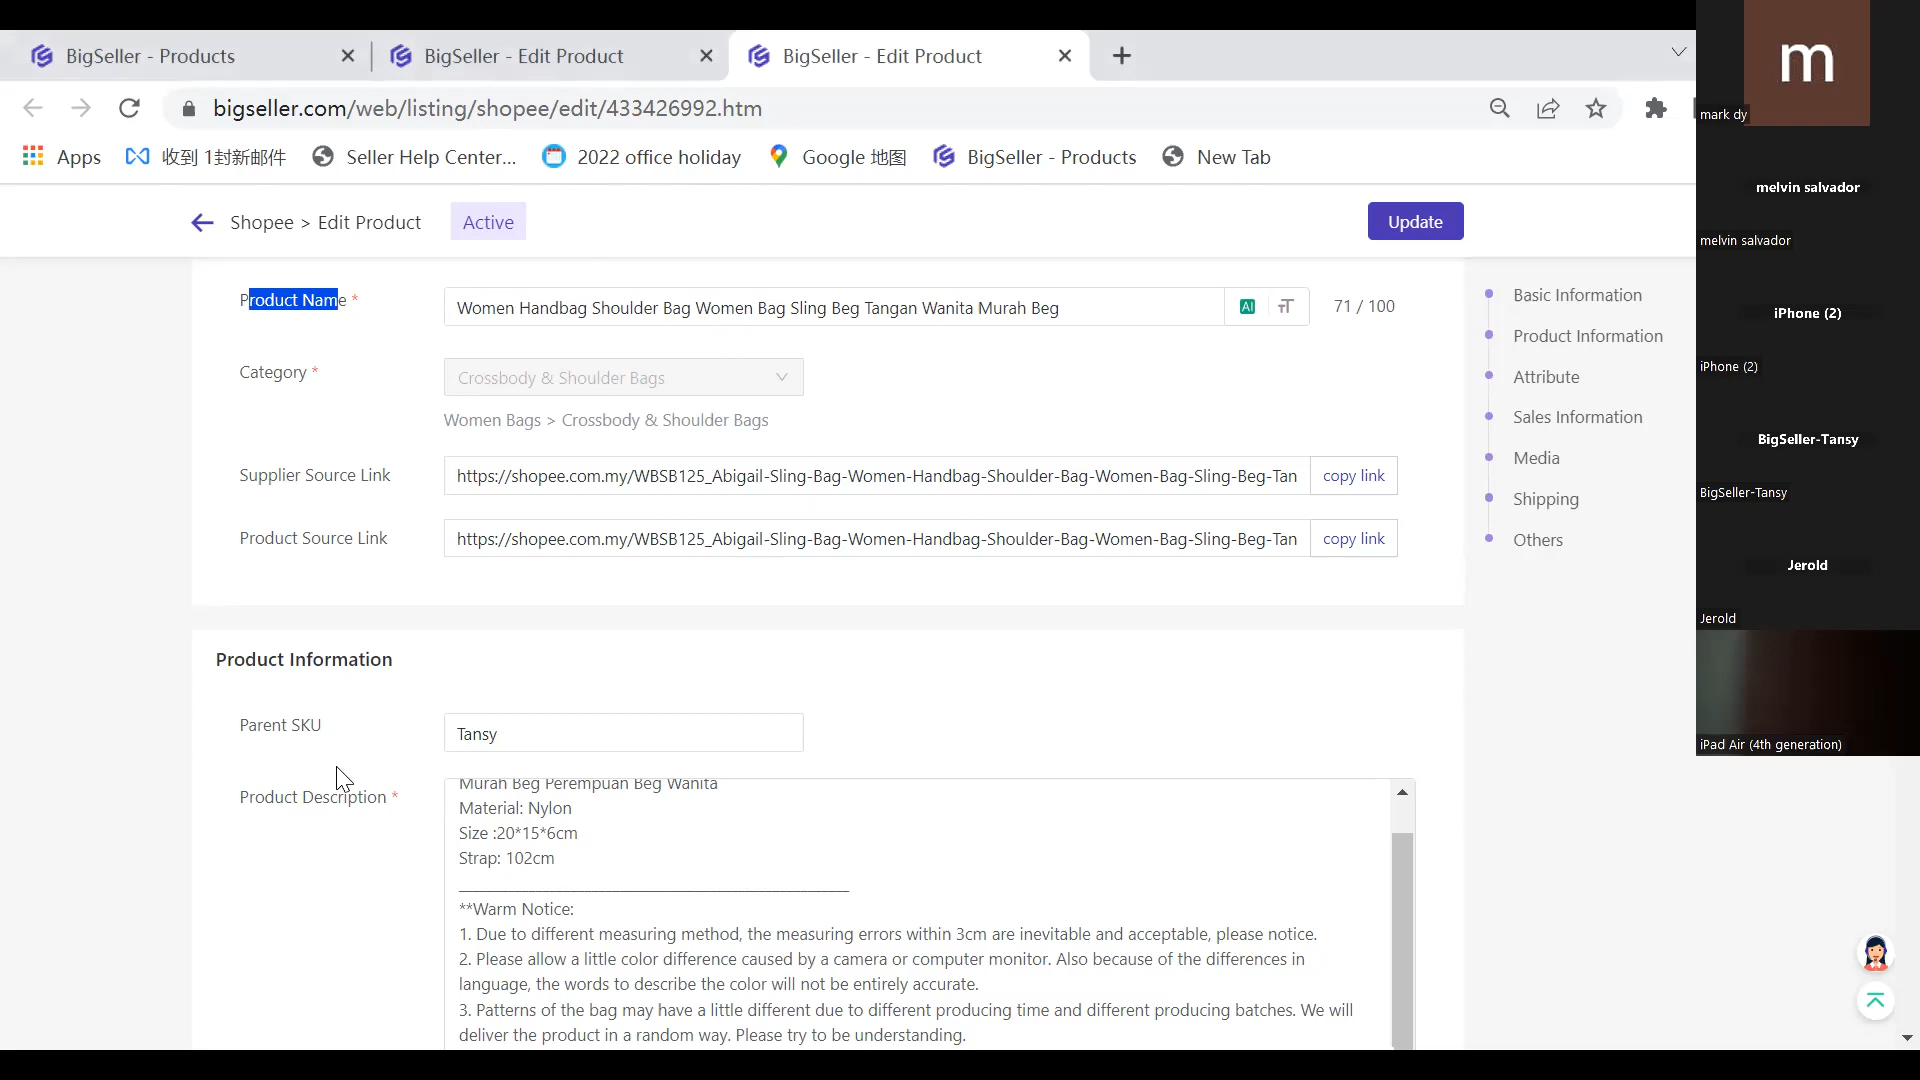 BigSeller - Products
BigSeller - Edit Product
BigSeller - Edit Product
bigseller.com/web/listing/shopee/edit/433426992.htm
Apps
收到 1封新邮件
Seller Help Center...
2022 office holiday
Google 地图
BigSeller - Products
New Tab
Shopee > Edit Product
Active
Update
Product Name *
Women Handbag Shoulder Bag Women Bag Sling Beg Tangan Wanita Murah Beg
AI
71 / 100
Category *
Crossbody & Shoulder Bags
Women Bags > Crossbody & Shoulder Bags
Supplier Source Link
https://shopee.com.my/WBSB125_Abigail-Sling-Bag-Women-Handbag-Shoulder-Bag-Women-Bag-Sling-Beg-Tan
copy link
Product Source Link
https://shopee.com.my/WBSB125_Abigail-Sling-Bag-Women-Handbag-Shoulder-Bag-Women-Bag-Sling-Beg-Tan
copy link
Product Information
Parent SKU
Tansy
Product Description *
Murah Beg Perempuan Beg Wanita
Material: Nylon
Size :20*15*6cm
Strap: 102cm
**Warm Notice:
1. Due to different measuring method, the measuring errors within 3cm are inevitable and acceptable, please notice.
2. Please allow a little color difference caused by a camera or computer monitor. Also because of the differences in
language, the words to describe the color will not be entirely accurate.
3. Patterns of the bag may have a little different due to different producing time and different producing batches. We will
deliver the product in a random way. Please try to be understanding.
Basic Information
Product Information
Attribute
Sales Information
Media
Shipping
Others
m
mark dy
melvin salvador
melvin salvador
iPhone (2)
iPhone (2)
BigSeller-Tansy
BigSeller-Tansy
Jerold
Jerold
iPad Air (4th generation)